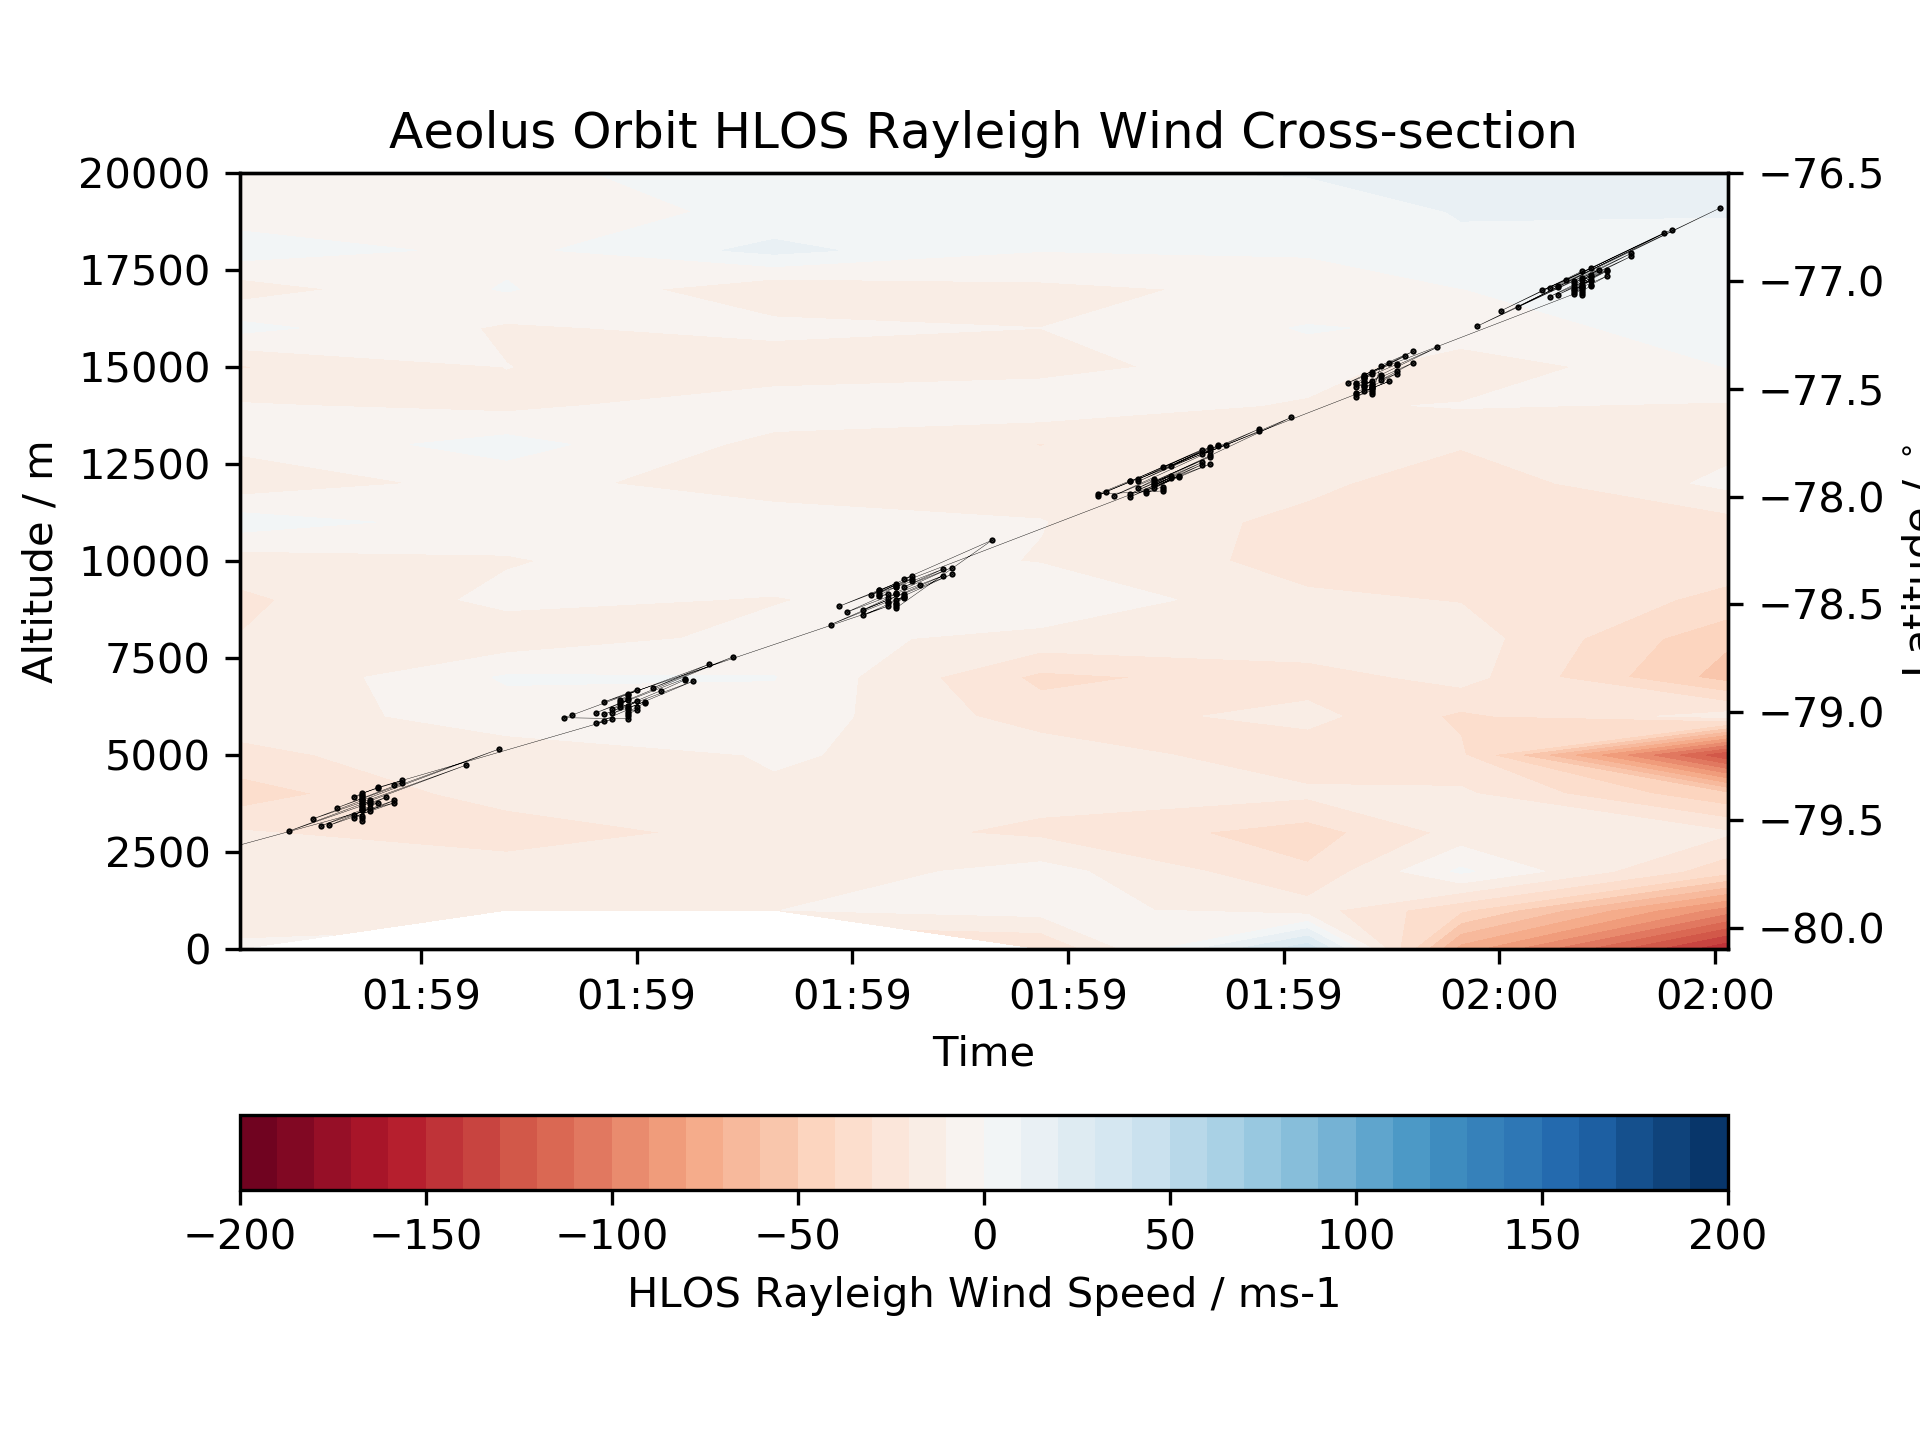 Aeolus Orbit HLOS Rayleigh Wind Cross-section
20000
17500
15000
12500
10000
7500
5000
2500
0
Altitude / m
−76.5
−77.0
−77.5
−78.0
−78.5
−79.0
−79.5
−80.0
01:59 01:59 01:59 01:59 01:59 02:00 02:00
Time
−200 −150 −100 −50 0 50 100 150 200
HLOS Rayleigh Wind Speed / ms-1